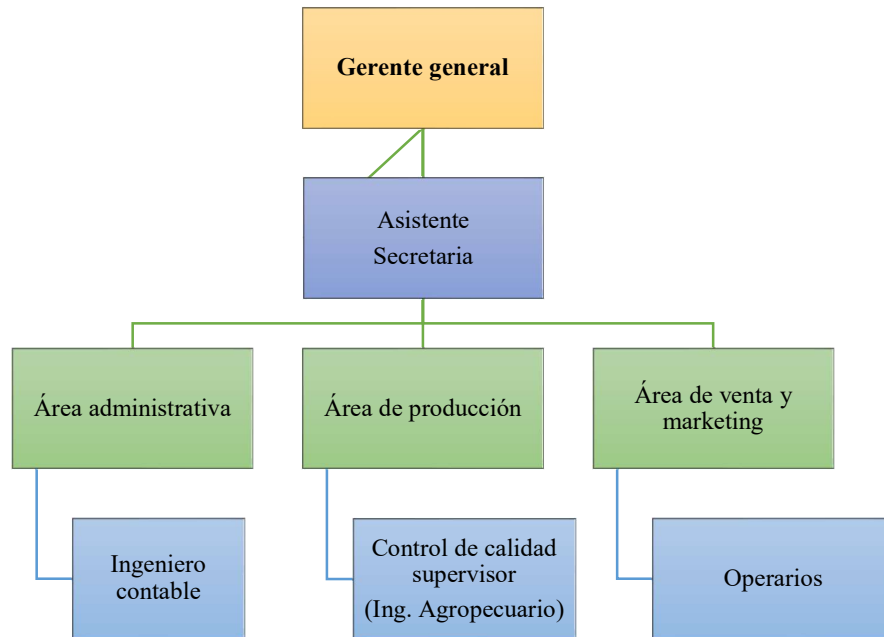 Gerente general
Asistente
Secretaria
Área administrativa
Área de producción
Área de venta y
marketing
Ingeniero
contable
Control de calidad
supervisor
(Ing. Agropecuario)
Operarios